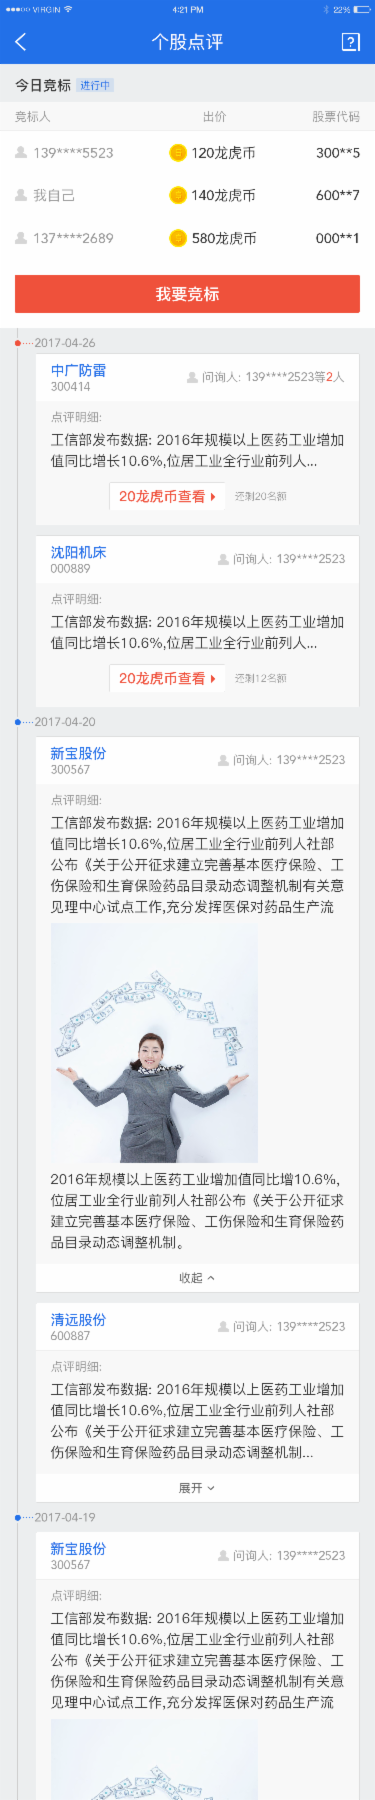 VIRGIN 4:21 PM 22%
个股点评
今日竞标 进行中
竞标人 出价 股票代码
139****5523 120龙虎币 300**5
我自己 140龙虎币 600**7
137****2689 580龙虎币 000**1
我要竞标
2017-04-26
中广防雷
300414
问询人: 139****2523等2人
点评明细:
工信部发布数据: 2016年规模以上医药工业增加
值同比增长10.6%,位居工业全行业前列人...
20龙虎币查看 还剩20名额
沈阳机床
000889
问询人: 139****2523
点评明细:
工信部发布数据: 2016年规模以上医药工业增加
值同比增长10.6%,位居工业全行业前列人...
20龙虎币查看 还剩12名额
2017-04-20
新宝股份
300567
问询人: 139****2523
点评明细:
工信部发布数据: 2016年规模以上医药工业增加
值同比增长10.6%,位居工业全行业前列人社部
公布《关于公开征求建立完善基本医疗保险、工
伤保险和生育保险药品目录动态调整机制有关意
见理中心试点工作,充分发挥医保对药品生产流
2016年规模以上医药工业增加值同比增10.6%,
位居工业全行业前列人社部公布《关于公开征求
建立完善基本医疗保险、工伤保险和生育保险药
品目录动态调整机制。
收起
清远股份
600887
问询人: 139****2523
点评明细:
工信部发布数据: 2016年规模以上医药工业增加
值同比增长10.6%,位居工业全行业前列人社部
公布《关于公开征求建立完善基本医疗保险、工
伤保险和生育保险药品目录动态调整机制...
展开
2017-04-19
新宝股份
300567
问询人: 139****2523
点评明细:
工信部发布数据: 2016年规模以上医药工业增加
值同比增长10.6%,位居工业全行业前列人社部
公布《关于公开征求建立完善基本医疗保险、工
伤保险和生育保险药品目录动态调整机制有关意
见理中心试点工作,充分发挥医保对药品生产流